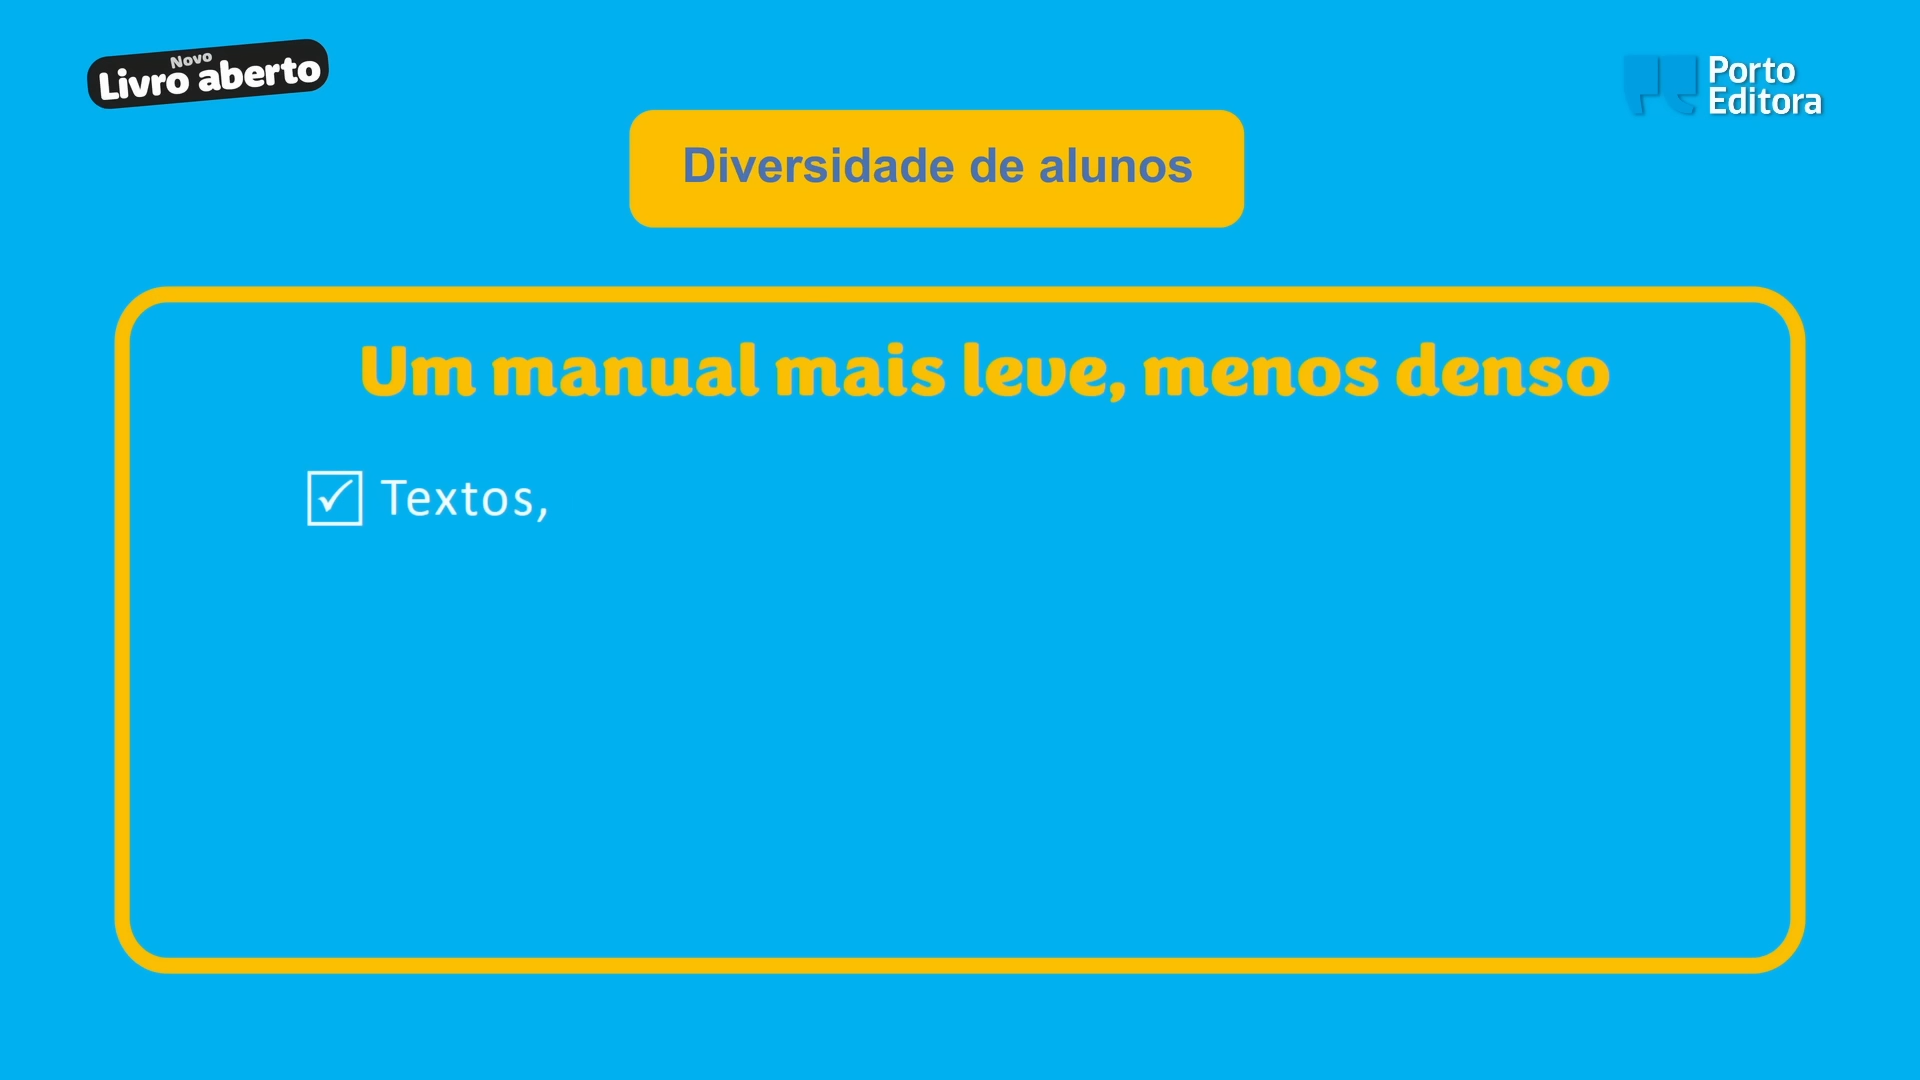 Novo
Livro aberto
Porto
Editora
Diversidade de alunos
Um manual mais leve, menos denso
Textos,